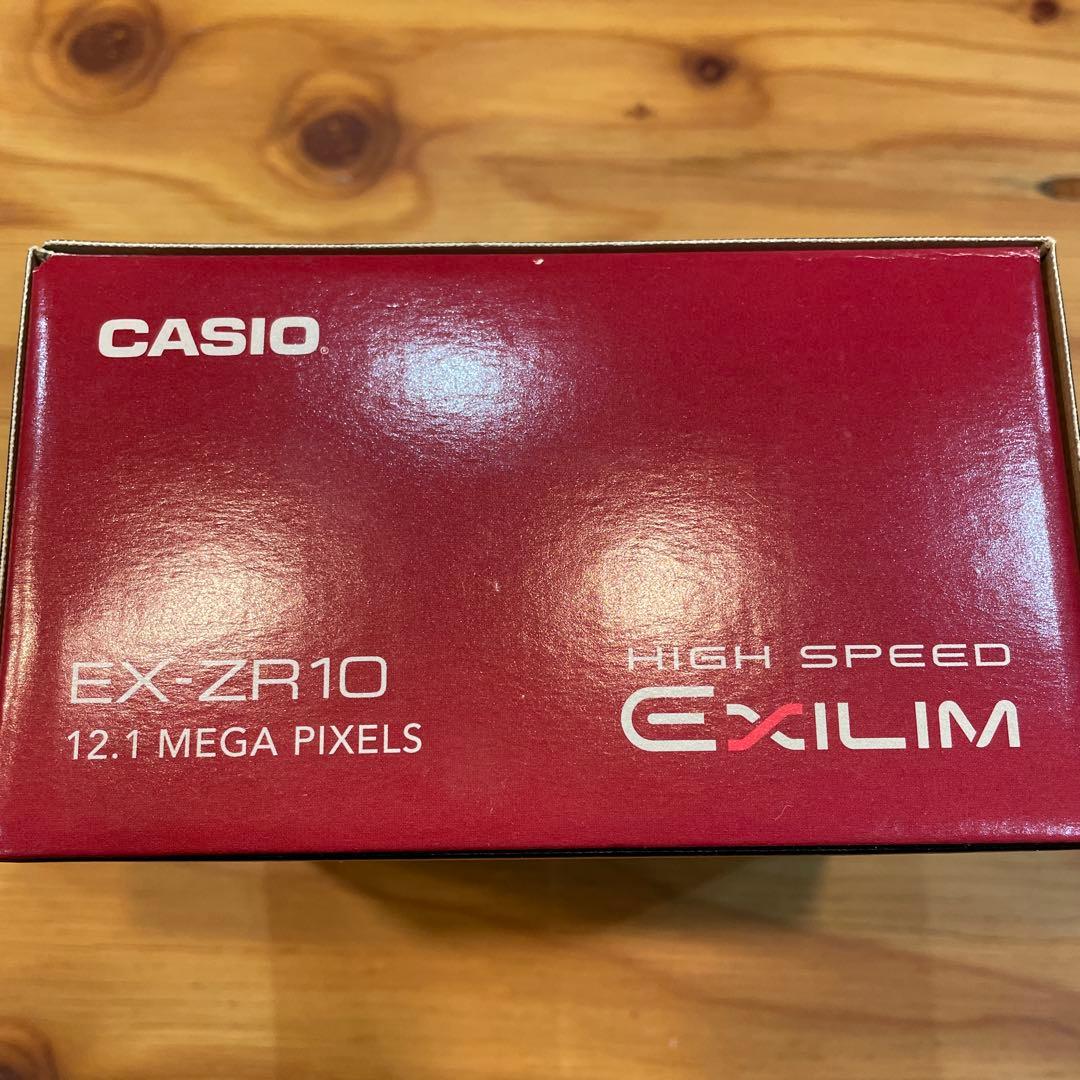 CASIO®
EX-ZR10
12.1 MEGA PIXELS
HIGH SPEED
EXILIM